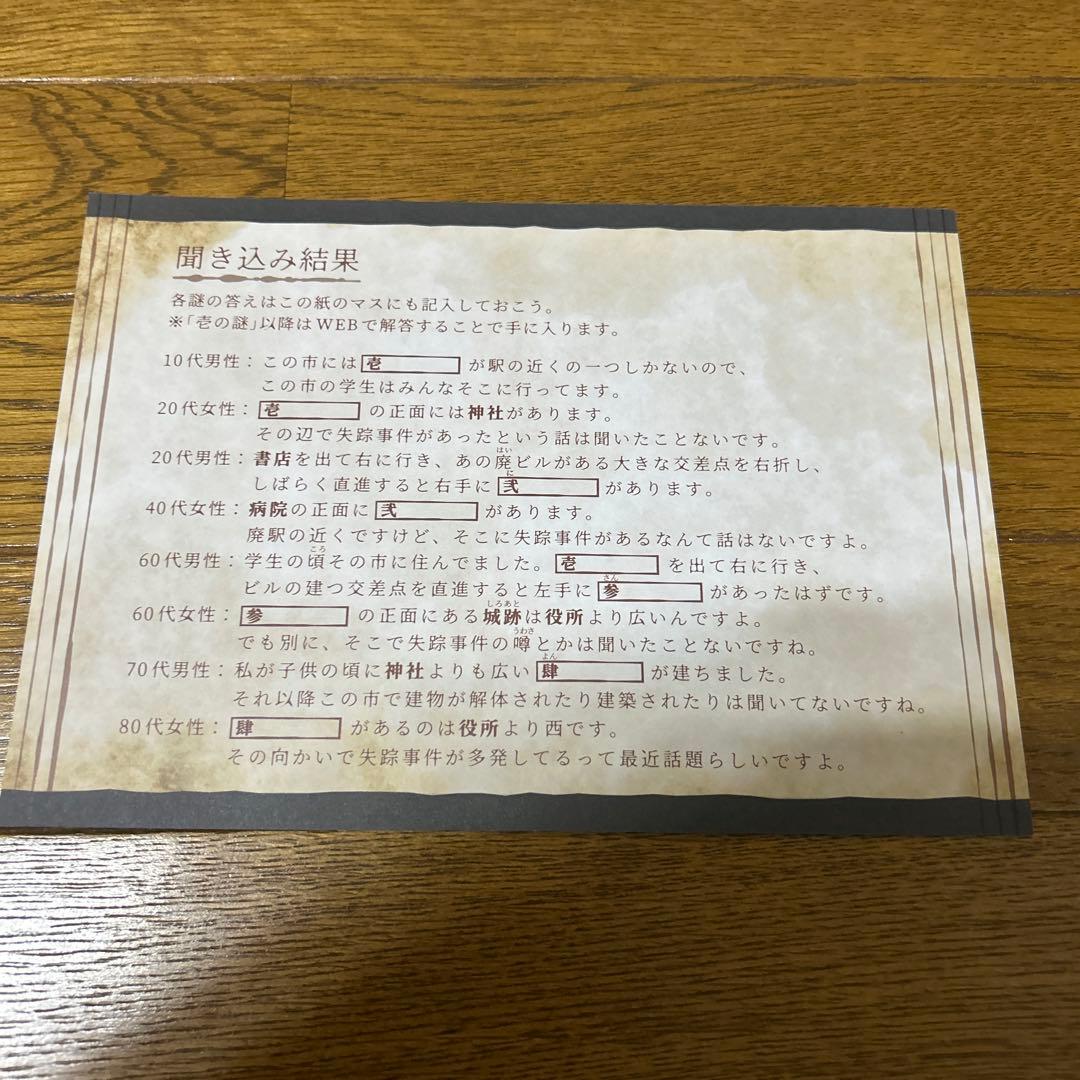 聞き込み結果
各謎の答えはこの紙のマスにも記入しておこう。
※「壱の謎」以降はWEBで解答することで手に入ります。
10代男性：この市には 壱 が駅の近くの一つしかないので、
この市の学生はみんなそこに行ってます。
20代女性： 壱 の正面には神社があります。
その辺で失踪事件があったという話は聞いたことないです。
20代男性：書店を出て右に行き、あの廃ビルがある大きな交差点を右折し、
しばらく直進すると右手に 弐 があります。
40代女性：病院の正面に 弐 があります。
廃駅の近くですけど、そこに失踪事件があるなんて話はないですよ。
60代男性：学生の頃その市に住んでました。 壱 を出て右に行き、
ビルの建つ交差点を直進すると左手に 参 があったはずです。
60代女性： 参 の正面にある城跡は役所より広いんですよ。
でも別に、そこで失踪事件の噂とかは聞いたことないですね。
70代男性：私が子供の頃に神社よりも広い 肆 が建ちました。
それ以降この市で建物が解体されたり建築されたりは聞いてないですね。
80代女性： 肆 があるのは役所より西です。
その向かいで失踪事件が多発してるって最近話題らしいですよ。